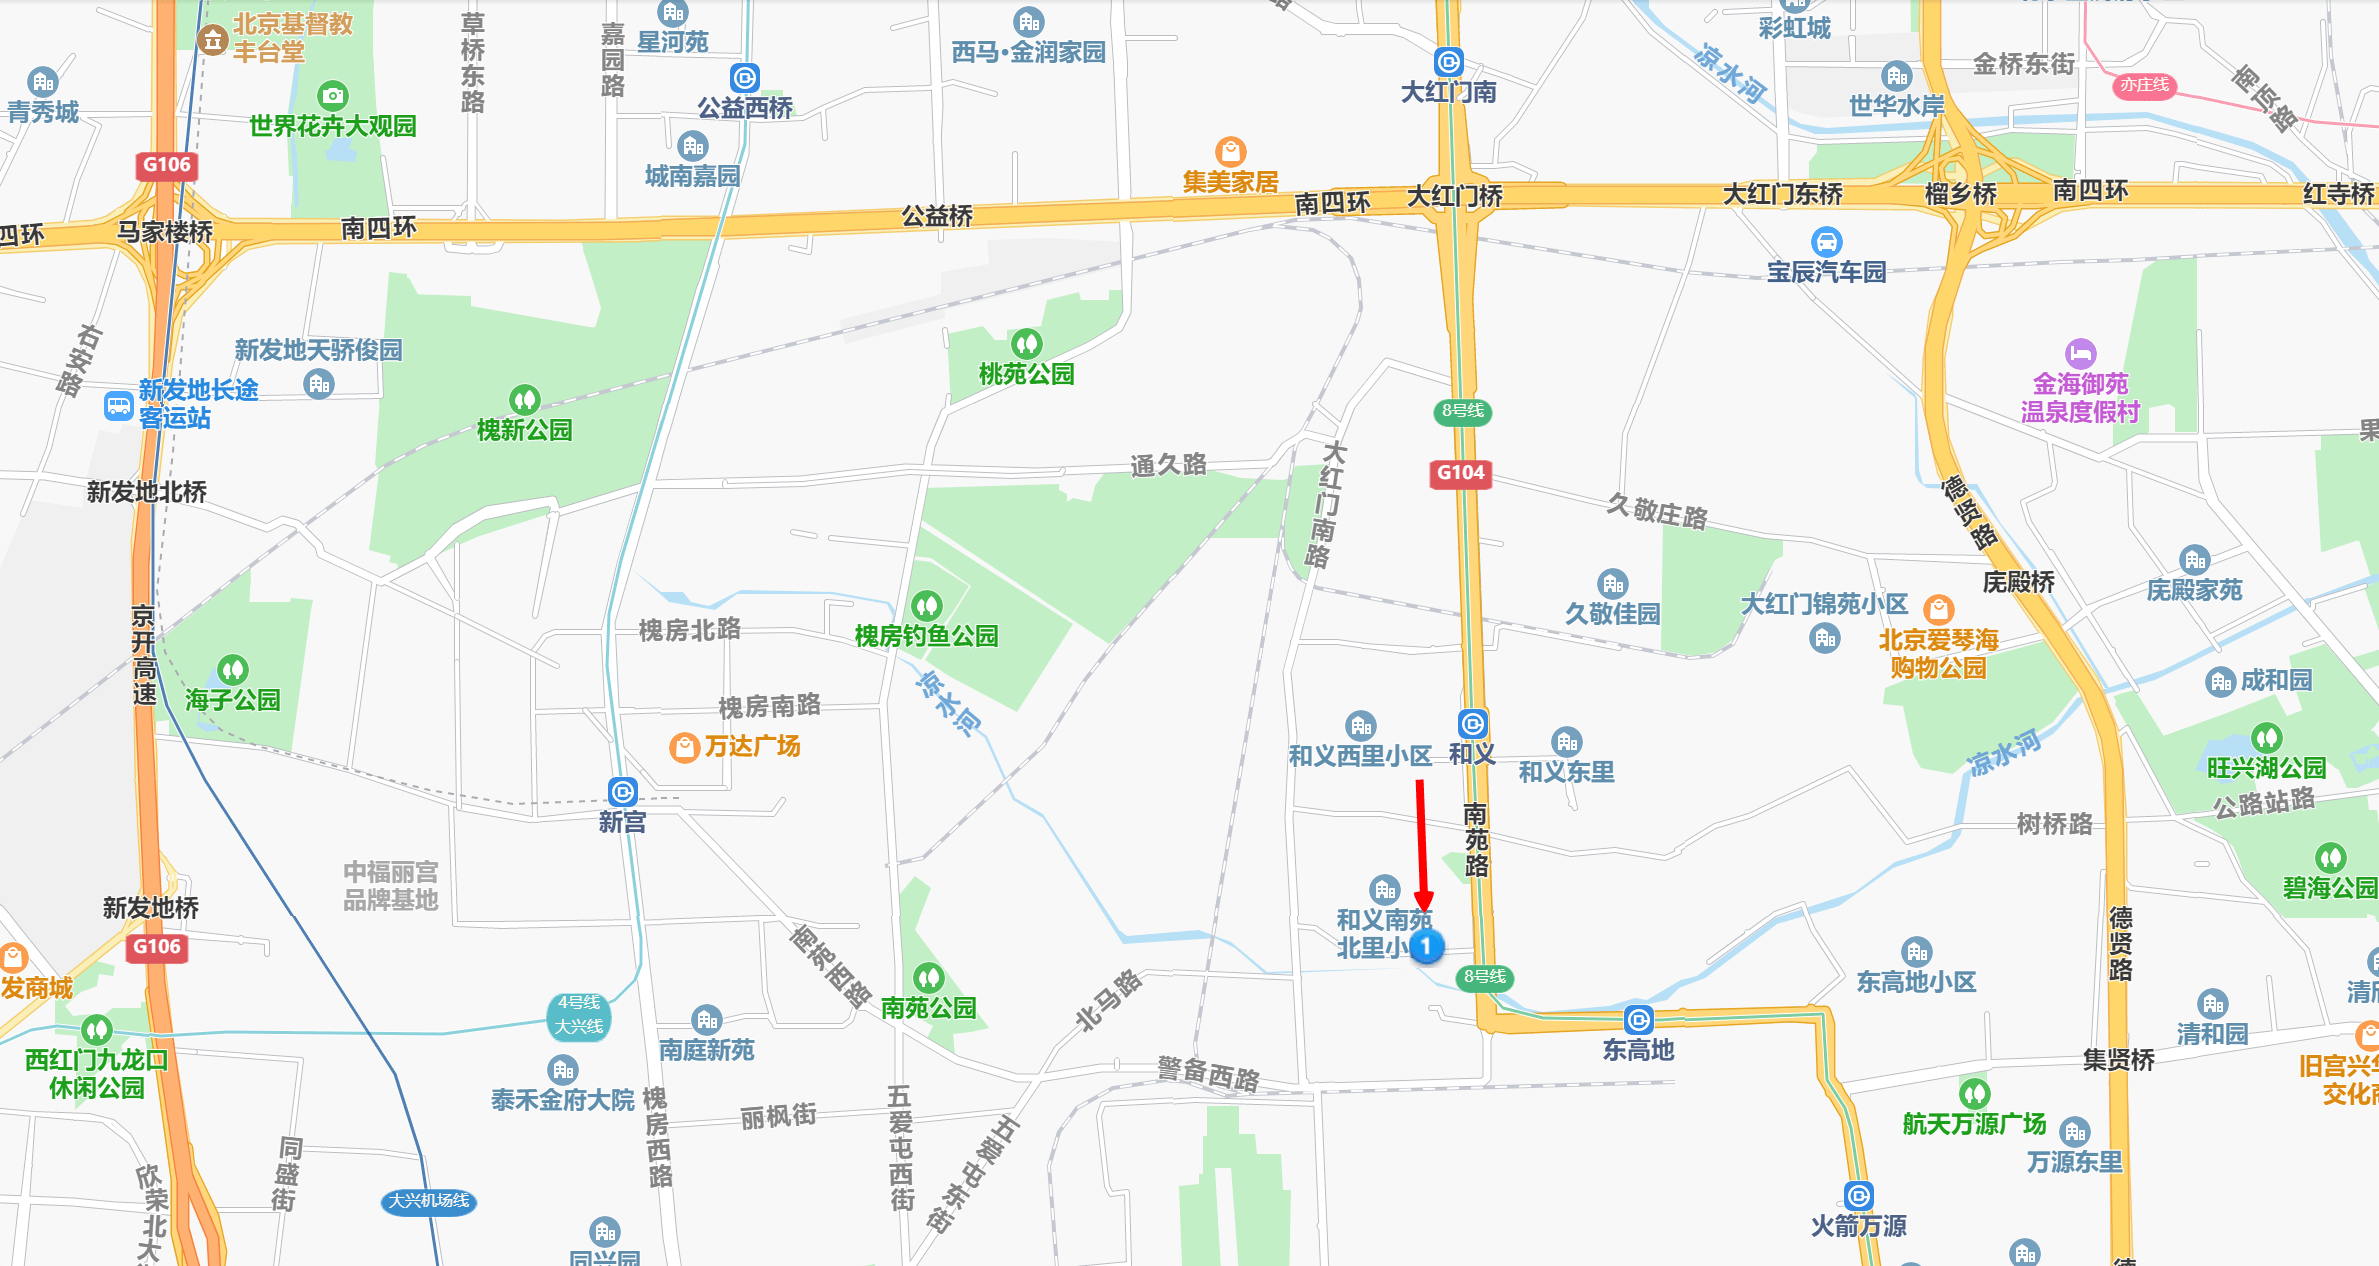 北京基督教
丰台堂
草桥东路
嘉园路
星河苑
西马·金润家园
彩虹城
金桥东街
凉水河
青秀城
世界花卉大观园
公益西桥
大红门南
世华水岸
亦庄线
南顶路
G106
城南嘉园
集美家居
四环
马家楼桥
南四环
公益桥
南四环
大红门桥
大红门东桥
榴乡桥
南四环
红寺桥
宝辰汽车园
右安路
新发地天骄俊园
新发地长途
客运站
槐新公园
桃苑公园
8号线
金海御苑
温泉度假村
果
新发地北桥
通久路
大红门南路
G104
久敬庄路
德贤路
京开高速
槐房北路
槐房钓鱼公园
久敬佳园
大红门锦苑小区
北京爱琴海
购物公园
庑殿桥
庑殿家苑
海子公园
槐房南路
凉水河
成和园
万达广场
和义西里小区
和义
和义东里
凉水河
旺兴湖公园
公路站路
新宫
南苑路
树桥路
中福丽宫
品牌基地
碧海公园
新发地桥
G106
南苑西路
和义南苑
北里小
1
德贤路
发商城
4号线
大兴线
南苑公园
北马路
8号线
东高地小区
清和园
西红门九龙口
休闲公园
南庭新苑
东高地
集贤桥
泰禾金府大院
槐房西路
丽枫街
五爱屯西街
五爱屯东街
警备西路
航天万源广场
万源东里
旧宫兴华
同盛街
欣荣北大
大兴机场线
同兴园
火箭万源